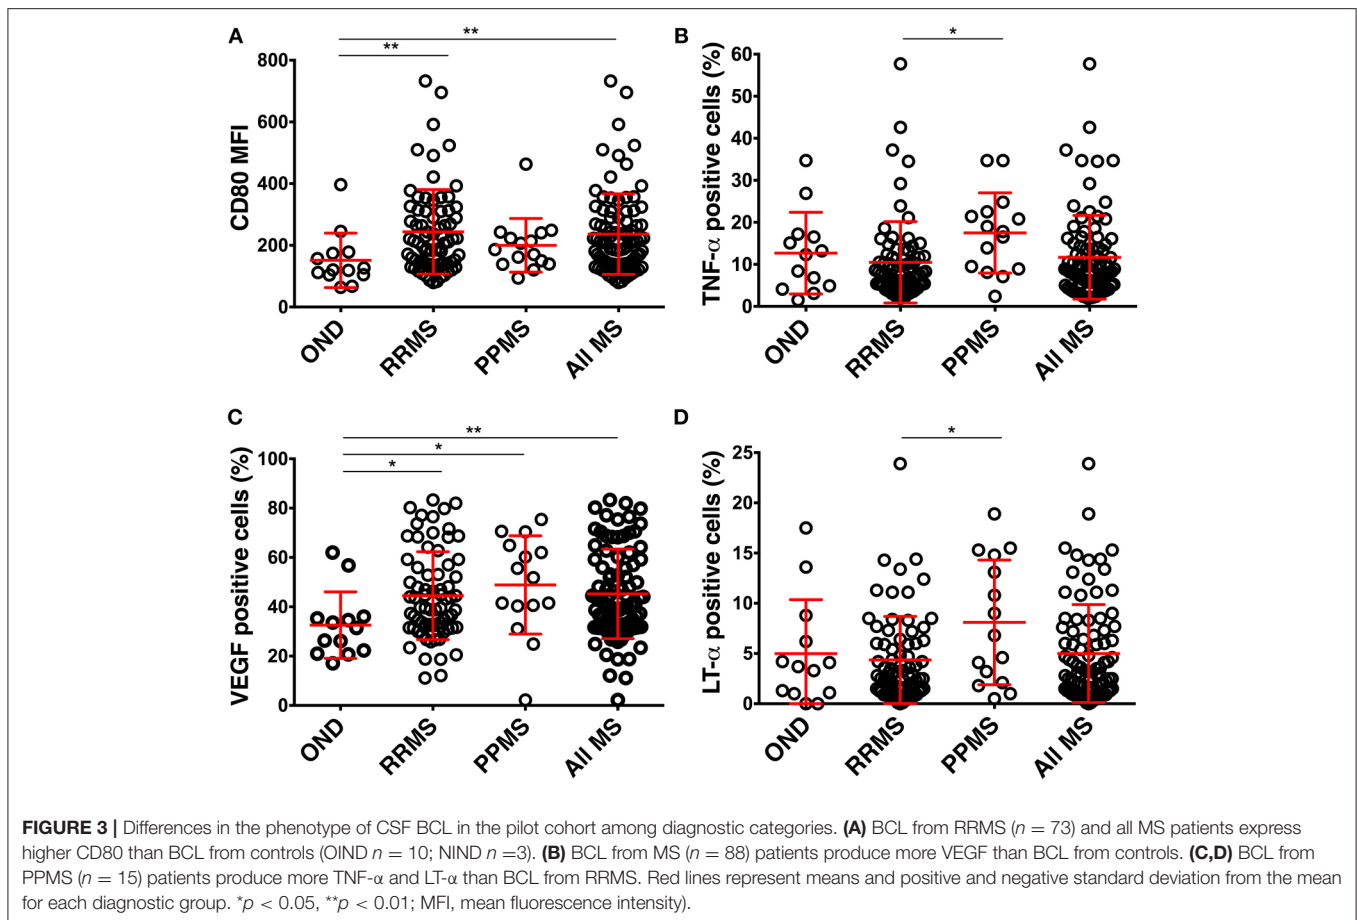 A
**
**
CD80 MFI
800
600
400
200
0
OND
RRMS
PPMS
All MS
B
*
TNF-α positive cells (%)
60
50
40
30
20
10
0
OND
RRMS
PPMS
All MS
C
**
*
*
VEGF positive cells (%)
100
80
60
40
20
0
OND
RRMS
PPMS
All MS
D
*
LT-α positive cells (%)
25
20
15
10
5
0
OND
RRMS
PPMS
All MS
FIGURE 3 | Differences in the phenotype of CSF BCL in the pilot cohort among diagnostic categories. (A) BCL from RRMS (n = 73) and all MS patients express
higher CD80 than BCL from controls (OIND n = 10; NIND n =3). (B) BCL from MS (n = 88) patients produce more VEGF than BCL from controls. (C,D) BCL from
PPMS (n = 15) patients produce more TNF-α and LT-α than BCL from RRMS. Red lines represent means and positive and negative standard deviation from the mean
for each diagnostic group. *p < 0.05, **p < 0.01; MFI, mean fluorescence intensity).